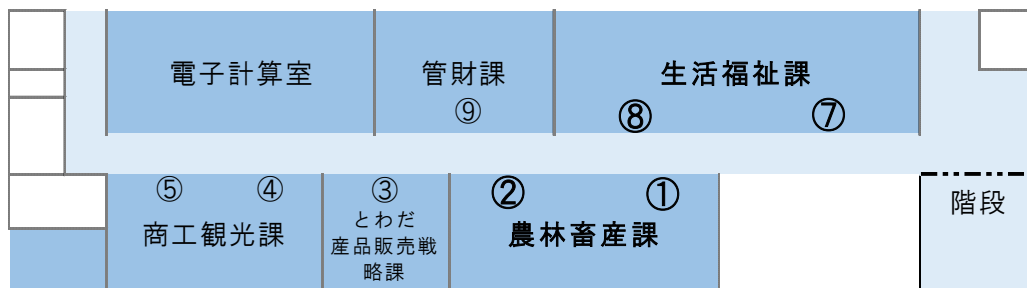 電子計算室
管財課
⑨
生活福祉課
⑧ ⑦
⑤ ④
商工観光課
③
とわだ
産品販売戦
略課
② ①
農林畜産課
階段